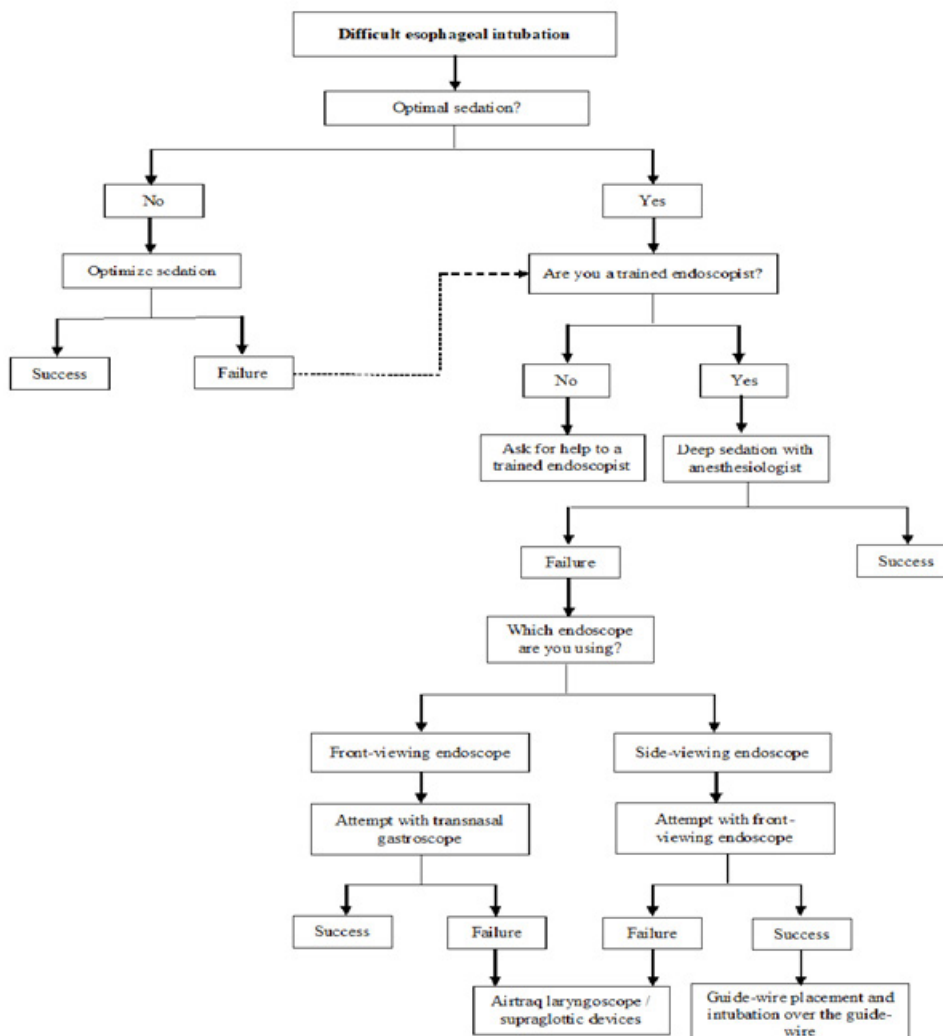 Difficult esophageal intubation
Optimal sedation?
No
Yes
Optimize sedation
Are you a trained endoscopist?
Success
Failure
No
Yes
Ask for help to a
trained endoscopist
Deep sedation with
anesthesiologist
Failure
Success
Which endoscope
are you using?
Front-viewing endoscope
Side-viewing endoscope
Attempt with transnasal
gastroscope
Attempt with front-
viewing endoscope
Success
Failure
Failure
Success
Airtraq laryngoscope /
supraglottic devices
Guide-wire placement and
intubation over the guide-
wire